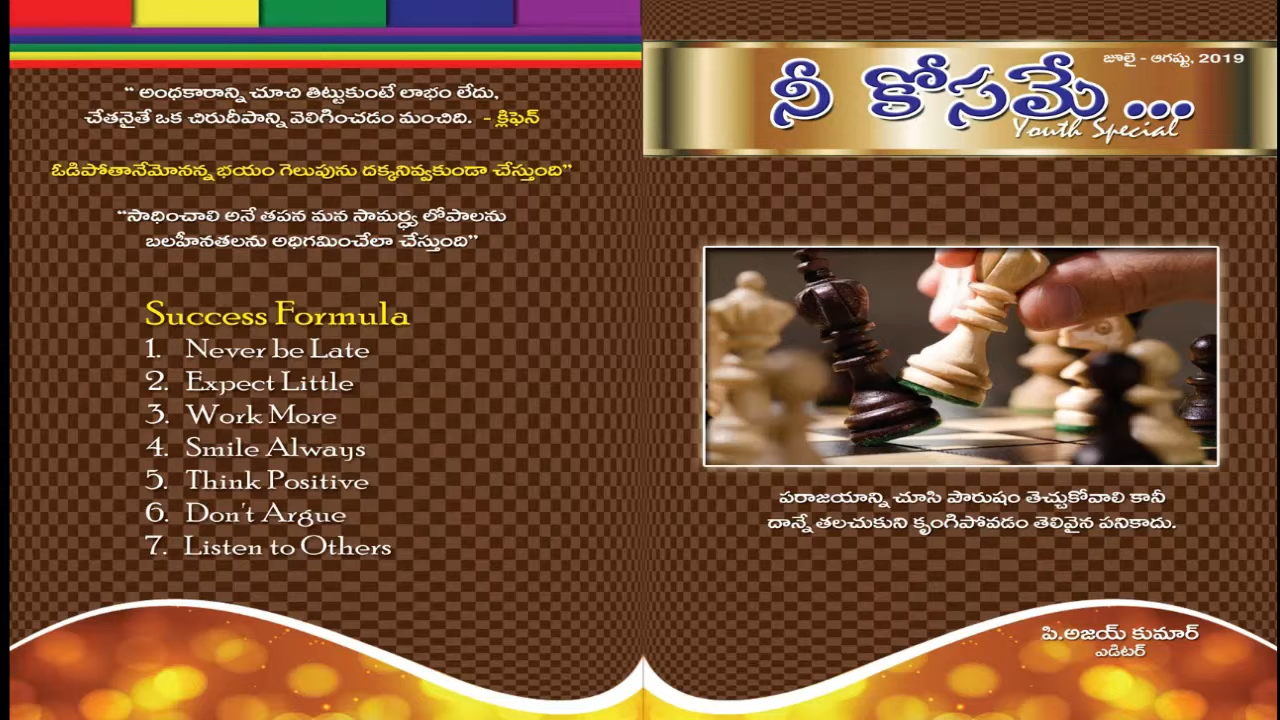 “ అంధకారాన్ని చూచి తిట్టుకుంటే లాభం లేదు,
చేతనైతే ఒక చిరుదీపాన్ని వెలిగించడం మంచిది. - క్లిఫెన్
ఓడిపోతానేమోనన్న భయం గెలుపును దక్కనివ్వకుండా చేస్తుంది”
“సాధించాలి అనే తపన మన సామర్ధ్య లోపాలను
బలహీనతలను అధిగమించేలా చేస్తుంది”
Success Formula
1. Never be Late
2. Expect Little
3. Work More
4. Smile Always
5. Think Positive
6. Don't Argue
7. Listen to Others
జూలై - ఆగష్టు, 2019
నీ కోసమే ...
Youth Special
పరాజయాన్ని చూసి పౌరుషం తెచ్చుకోవాలి కానీ
దాన్నే తలచుకుని కృంగిపోవడం తెలివైన పనికాదు.
పి.అజయ్ కుమార్
ఎడిటర్